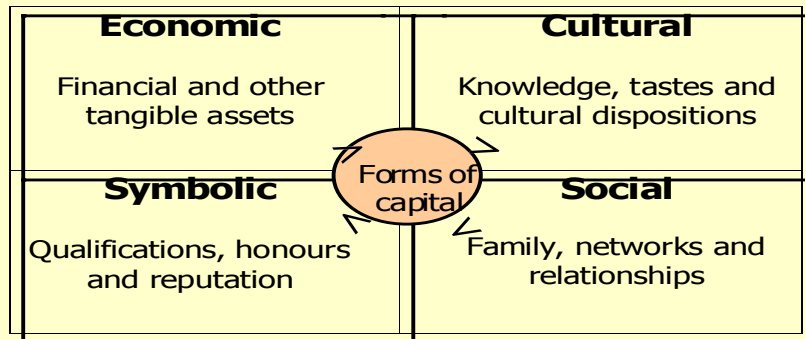 Economic
Financial and other
tangible assets
Cultural
Knowledge, tastes and
cultural dispositions
Forms of
capital
Symbolic
Qualifications, honours
and reputation
Social
Family, networks and
relationships